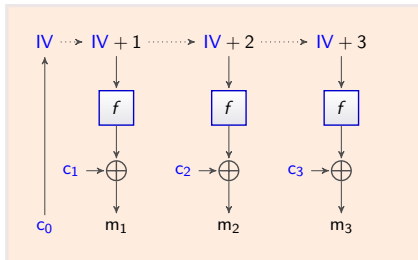 IV IV + 1 IV + 2 IV + 3
f f f
c₁ ⊕ c₂ ⊕ c₃ ⊕
c₀ m₁ m₂ m₃